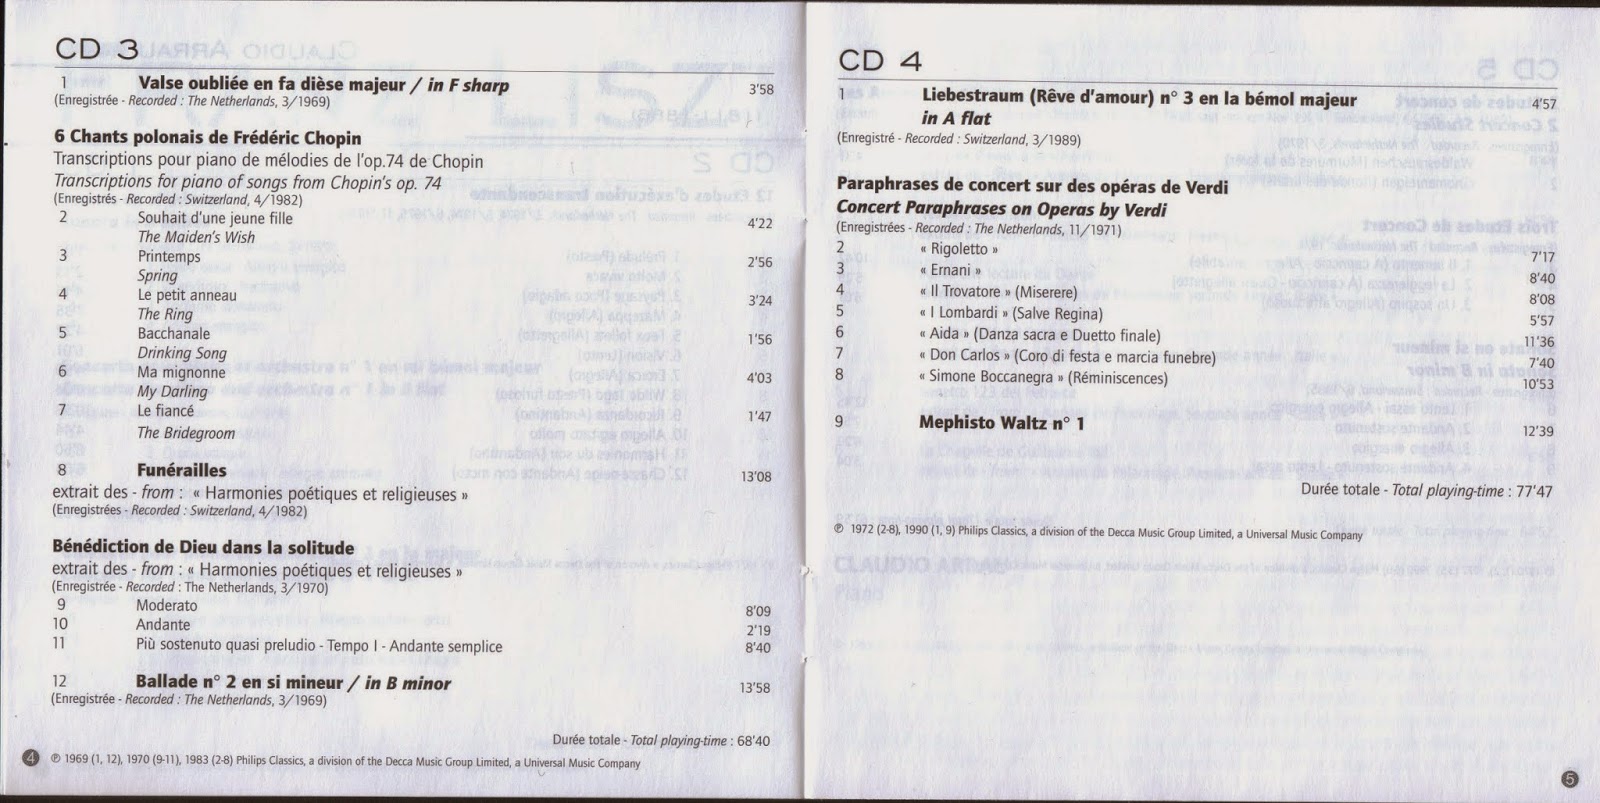 CD 3
1 Valse oubliée en fa dièse majeur / in F sharp 3'58
(Enregistrée - Recorded : The Netherlands, 3/1969)
6 Chants polonais de Frédéric Chopin
Transcriptions pour piano de mélodies de l'op.74 de Chopin
Transcriptions for piano of songs from Chopin's op. 74
(Enregistrés - Recorded : Switzerland, 4/1982)
2 Souhait d'une jeune fille 4'22
The Maiden's Wish
3 Printemps 2'56
Spring
4 Le petit anneau 3'24
The Ring
5 Bacchanale 1'56
Drinking Song
6 Ma mignonne 4'03
My Darling
7 Le fiancé 1'47
The Bridegroom
8 Funérailles 13'08
extrait des - from : « Harmonies poétiques et religieuses »
(Enregistrées - Recorded : Switzerland, 4/1982)
Bénédiction de Dieu dans la solitude
extrait des - from : « Harmonies poétiques et religieuses »
(Enregistrée - Recorded : The Netherlands, 3/1970)
9 Moderato 8'09
10 Andante 2'19
11 Più sostenuto quasi preludio - Tempo I - Andante semplice 8'40
12 Ballade n° 2 en si mineur / in B minor 13'58
(Enregistrée - Recorded : The Netherlands, 3/1969)
Durée totale - Total playing-time : 68'40
4 ℗ 1969 (1, 12), 1970 (9-11), 1983 (2-8) Philips Classics, a division of the Decca Music Group Limited, a Universal Music Company
CD 4
1 Liebestraum (Rêve d'amour) n° 3 en la bémol majeur 4'57
in A flat
(Enregistré - Recorded : Switzerland, 3/1989)
Paraphrases de concert sur des opéras de Verdi
Concert Paraphrases on Operas by Verdi
(Enregistrées - Recorded : The Netherlands, 11/1971)
2 « Rigoletto » 7'17
3 « Ernani » 8'40
4 « Il Trovatore » (Miserere) 8'08
5 « I Lombardi » (Salve Regina) 5'57
6 « Aida » (Danza sacra e Duetto finale) 11'36
7 « Don Carlos » (Coro di festa e marcia funebre) 7'40
8 « Simone Boccanegra » (Réminiscences) 10'53
9 Mephisto Waltz n° 1 12'39
Durée totale - Total playing-time : 77'47
℗ 1972 (2-8), 1990 (1, 9) Philips Classics, a division of the Decca Music Group Limited, a Universal Music Company
5